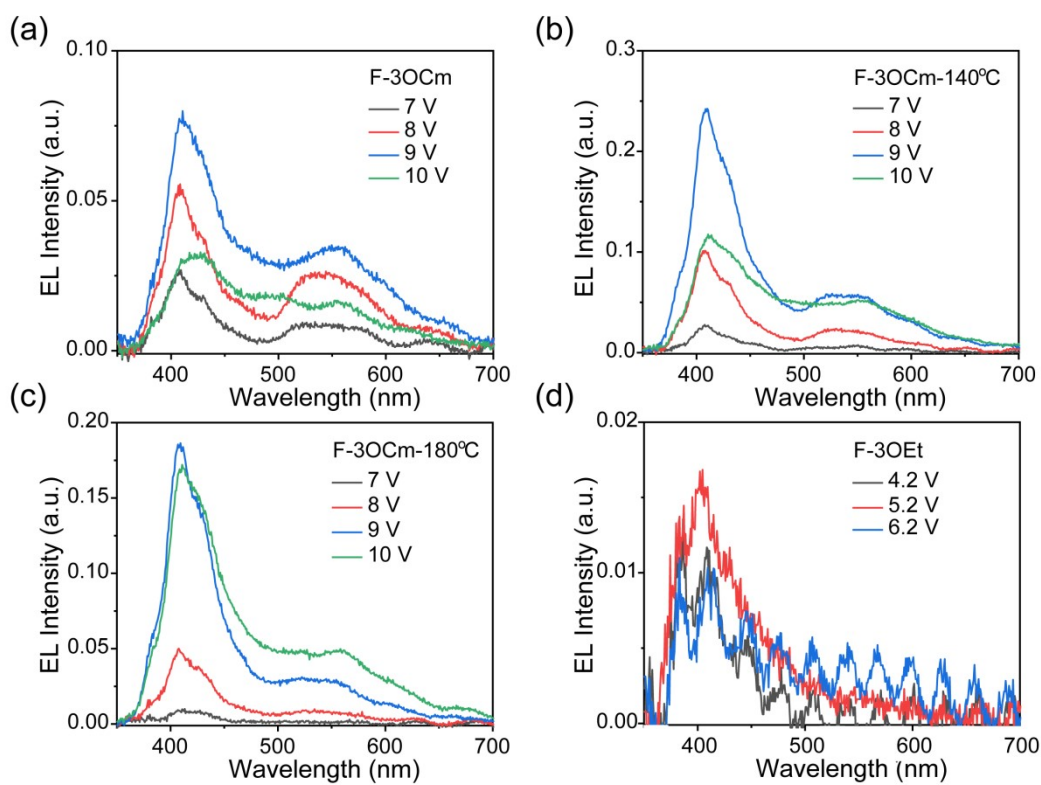 (a)
0.10
0.05
0.00
EL Intensity (a.u.)
F-3OCm
7 V
8 V
9 V
10 V
400 500 600 700
Wavelength (nm)
(b)
0.3
0.2
0.1
0.0
EL Intensity (a.u.)
F-3OCm-140ºC
7 V
8 V
9 V
10 V
400 500 600 700
Wavelength (nm)
(c)
0.20
0.15
0.10
0.05
0.00
EL Intensity (a.u.)
F-3OCm-180ºC
7 V
8 V
9 V
10 V
400 500 600 700
Wavelength (nm)
(d)
0.02
0.01
0.00
EL Intensity (a.u.)
F-3OEt
4.2 V
5.2 V
6.2 V
400 500 600 700
Wavelength (nm)